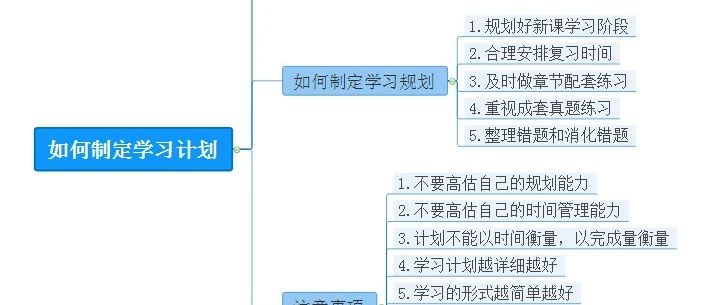 如何制定学习计划
如何制定学习规划
1.规划好新课学习阶段
2.合理安排复习时间
3.及时做章节配套练习
4.重视成套真题练习
5.整理错题和消化错题
注意事项
1.不要高估自己的规划能力
2.不要高估自己的时间管理能力
3.计划不能以时间衡量，以完成量衡量
4.学习计划越详细越好
5.学习的形式越简单越好